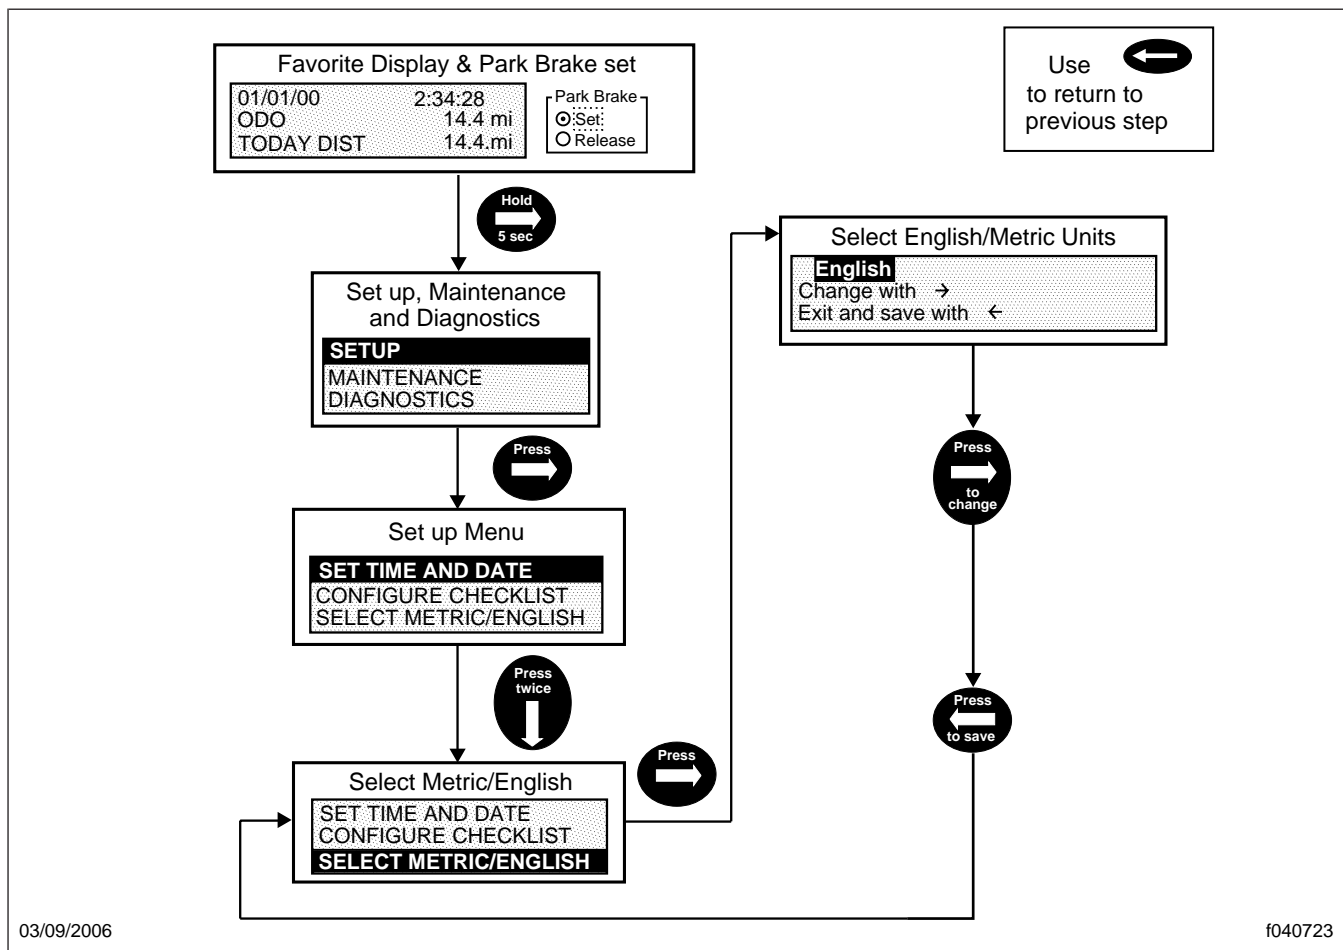 Favorite Display & Park Brake set
01/01/00 2:34:28
ODO 14.4 mi
TODAY DIST 14.4.mi
Park Brake
Set
Release
Use
to return to
previous step
Hold
5 sec
Set up, Maintenance
and Diagnostics
SETUP
MAINTENANCE
DIAGNOSTICS
Press
Set up Menu
SET TIME AND DATE
CONFIGURE CHECKLIST
SELECT METRIC/ENGLISH
Press
twice
Select Metric/English
SET TIME AND DATE
CONFIGURE CHECKLIST
SELECT METRIC/ENGLISH
Press
Select English/Metric Units
English
Change with →
Exit and save with ←
Press
to
change
Press
to save
03/09/2006
f040723